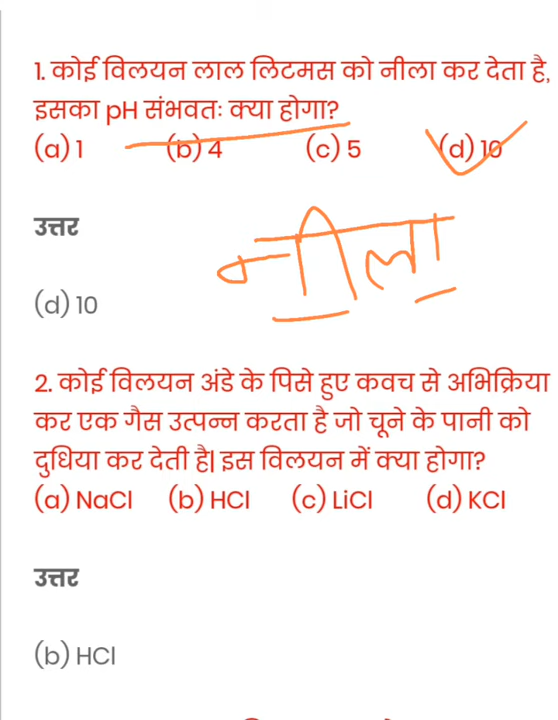 1. कोई विलयन लाल लिटमस को नीला कर देता है,
इसका pH संभवतः क्या होगा?
(a) 1 (b) 4 (c) 5 (d) 10
उत्तर
नीला
(d) 10
2. कोई विलयन अंडे के पिसे हुए कवच से अभिक्रिया
कर एक गैस उत्पन्न करता है जो चूने के पानी को
दुधिया कर देती है| इस विलयन में क्या होगा?
(a) NaCl (b) HCl (c) LiCl (d) KCl
उत्तर
(b) HCl